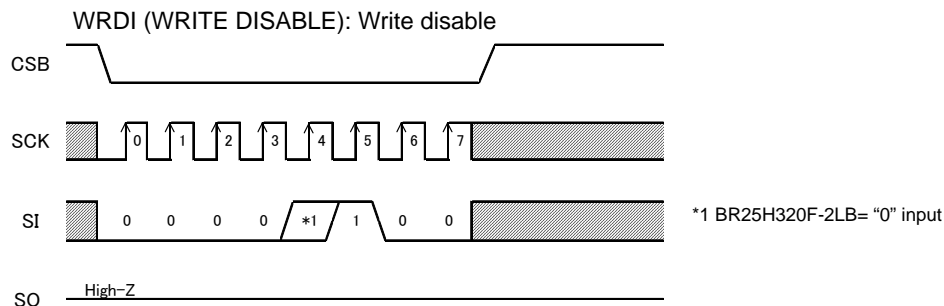 WRDI (WRITE DISABLE): Write disable
CSB
SCK 0 1 2 3 4 5 6 7
SI 0 0 0 0 *1 1 0 0
*1 BR25H320F-2LB= “0” input
SO High-Z